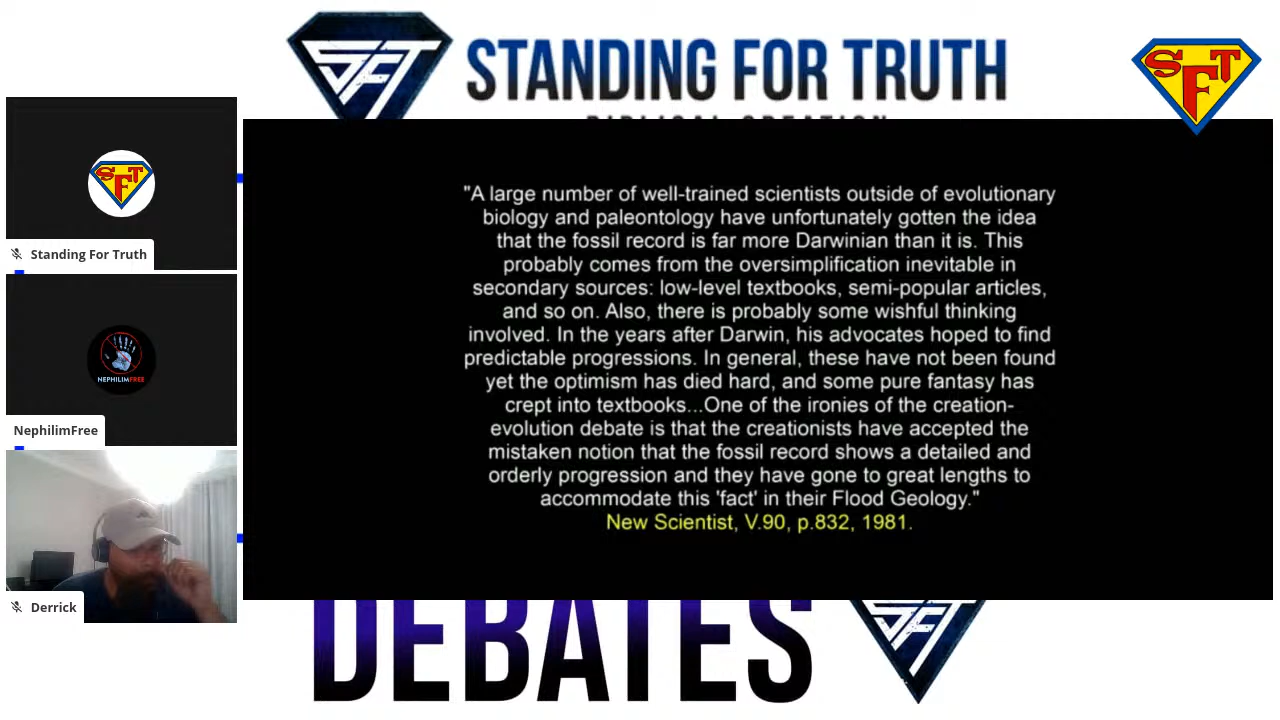 SFT
STANDING FOR TRUTH
BIBLICAL CREATION
SFT
SFT
Standing For Truth
NEPHILIMFREE
NephilimFree
Derrick
"A large number of well-trained scientists outside of evolutionary
biology and paleontology have unfortunately gotten the idea
that the fossil record is far more Darwinian than it is. This
probably comes from the oversimplification inevitable in
secondary sources: low-level textbooks, semi-popular articles,
and so on. Also, there is probably some wishful thinking
involved. In the years after Darwin, his advocates hoped to find
predictable progressions. In general, these have not been found
yet the optimism has died hard, and some pure fantasy has
crept into textbooks...One of the ironies of the creation-
evolution debate is that the creationists have accepted the
mistaken notion that the fossil record shows a detailed and
orderly progression and they have gone to great lengths to
accommodate this 'fact' in their Flood Geology."
New Scientist, V.90, p.832, 1981.
DEBATES
SFT